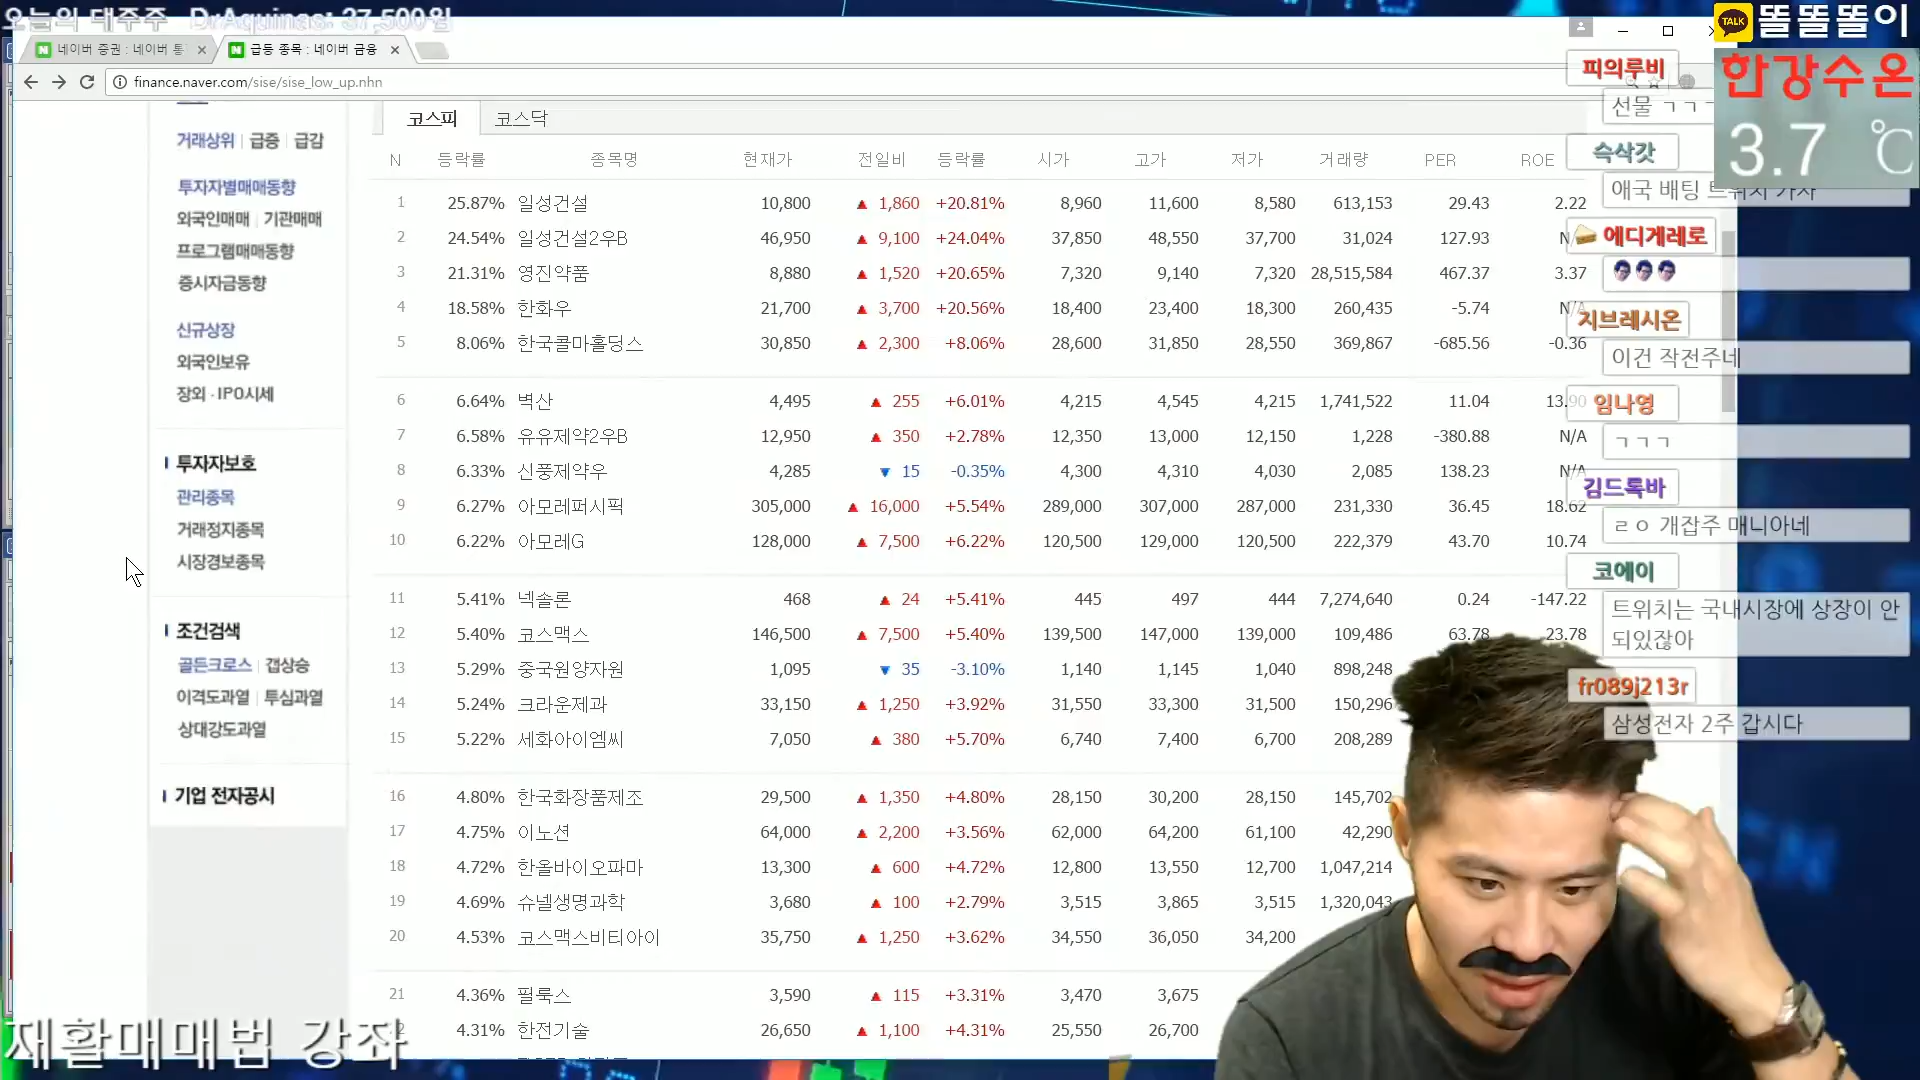 오늘의 대주주 DrAquinas: 37,500원
네이버 증권 : 네이버 통
급등 종목 : 네이버 금융
finance.naver.com/sise/sise_low_up.nhn
TALK 똘똘똘이
한강수온
3.7 ℃
거래상위 급증 급감
투자자별매매동향
외국인매매 기관매매
프로그램매매동향
증시자금동향
신규상장
외국인보유
장외·IPO시세
투자자보호
관리종목
거래정지종목
시장경보종목
조건검색
골든크로스 갭상승
이격도과열 투심과열
상대강도과열
기업 전자공시
코스피 코스닥
N 등락률 종목명 현재가 전일비 등락률 시가 고가 저가 거래량 PER ROE
1 25.87% 일성건설 10,800 ▲ 1,860 +20.81% 8,960 11,600 8,580 613,153 29.43 2.22
2 24.54% 일성건설2우B 46,950 ▲ 9,100 +24.04% 37,850 48,550 37,700 31,024 127.93
3 21.31% 영진약품 8,880 ▲ 1,520 +20.65% 7,320 9,140 7,320 28,515,584 467.37 3.37
4 18.58% 한화우 21,700 ▲ 3,700 +20.56% 18,400 23,400 18,300 260,435 -5.74 N/A
5 8.06% 한국콜마홀딩스 30,850 ▲ 2,300 +8.06% 28,600 31,850 28,550 369,867 -685.56 -0.36
6 6.64% 벽산 4,495 ▲ 255 +6.01% 4,215 4,545 4,215 1,741,522 11.04 13.90
7 6.58% 유유제약2우B 12,950 ▲ 350 +2.78% 12,350 13,000 12,150 1,228 -380.88 N/A
8 6.33% 신풍제약우 4,285 ▼ 15 -0.35% 4,300 4,310 4,030 2,085 138.23 N/A
9 6.27% 아모레퍼시픽 305,000 ▲ 16,000 +5.54% 289,000 307,000 287,000 231,330 36.45 18.62
10 6.22% 아모레G 128,000 ▲ 7,500 +6.22% 120,500 129,000 120,500 222,379 43.70 10.74
11 5.41% 넥솔론 468 ▲ 24 +5.41% 445 497 444 7,274,640 0.24 -147.22
12 5.40% 코스맥스 146,500 ▲ 7,500 +5.40% 139,500 147,000 139,000 109,486 63.78 23.78
13 5.29% 중국원양자원 1,095 ▼ 35 -3.10% 1,140 1,145 1,040 898,248
14 5.24% 크라운제과 33,150 ▲ 1,250 +3.92% 31,550 33,300 31,500 150,296
15 5.22% 세화아이엠씨 7,050 ▲ 380 +5.70% 6,740 7,400 6,700 208,289
16 4.80% 한국화장품제조 29,500 ▲ 1,350 +4.80% 28,150 30,200 28,150 145,702
17 4.75% 이노션 64,000 ▲ 2,200 +3.56% 62,000 64,200 61,100 42,290
18 4.72% 한올바이오파마 13,300 ▲ 600 +4.72% 12,800 13,550 12,700 1,047,214
19 4.69% 슈넬생명과학 3,680 ▲ 100 +2.79% 3,515 3,865 3,515 1,320,043
20 4.53% 코스맥스비티아이 35,750 ▲ 1,250 +3.62% 34,550 36,050 34,200
21 4.36% 필룩스 3,590 ▲ 115 +3.31% 3,470 3,675
4.31% 한전기술 26,650 ▲ 1,100 +4.31% 25,550 26,700
피의루비
선물 ㄱㄱ
슥삭갓
애국 배팅 트위치 가자
에디게레로
지브레시온
이건 작전주네
임나영
ㄱㄱㄱ
김드록바
ㄹㅇ 개잡주 매니아네
코에이
트위치는 국내시장에 상장이 안
되있잖아
fr089j213r
삼성전자 2주 갑시다
재활매매법 강좌